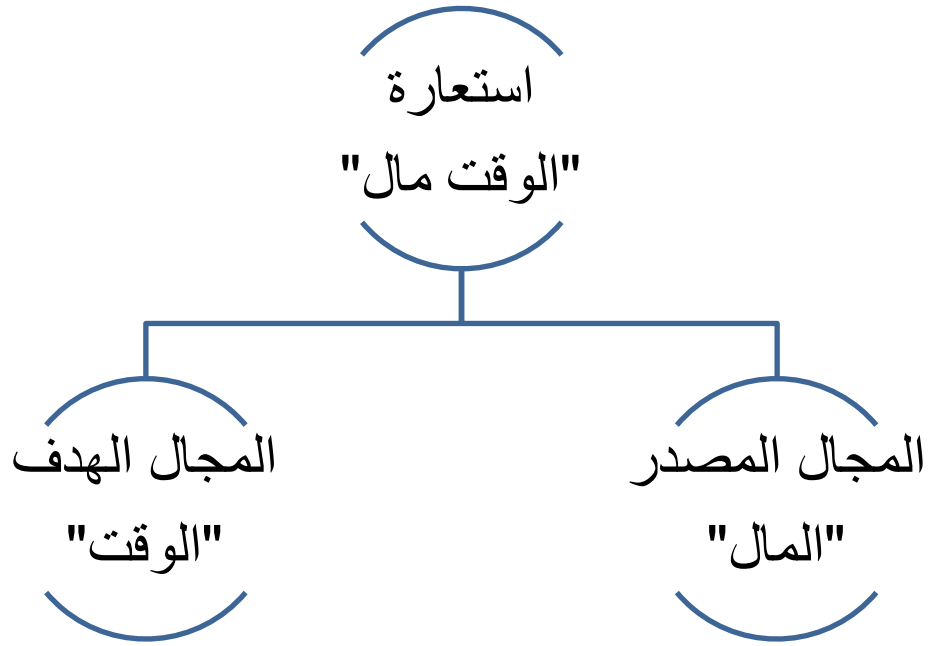 استعارة
"الوقت مال"
المجال المصدر
"المال"
المجال الهدف
"الوقت"